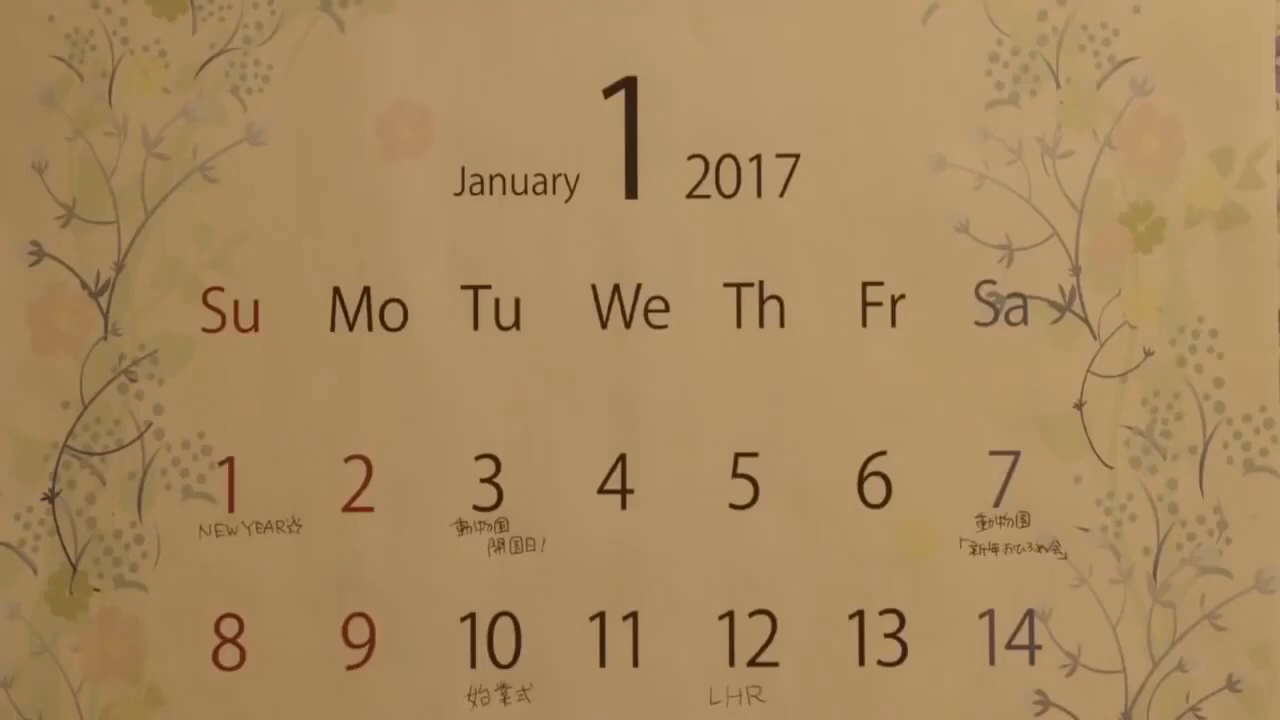 January 1 2017
Su Mo Tu We Th Fr Sa
1 2 3 4 5 6 7
NEW YEAR☆ 動物園 動物園
開園日! 「新年おひろめ会」
8 9 10 11 12 13 14
始業式 LHR